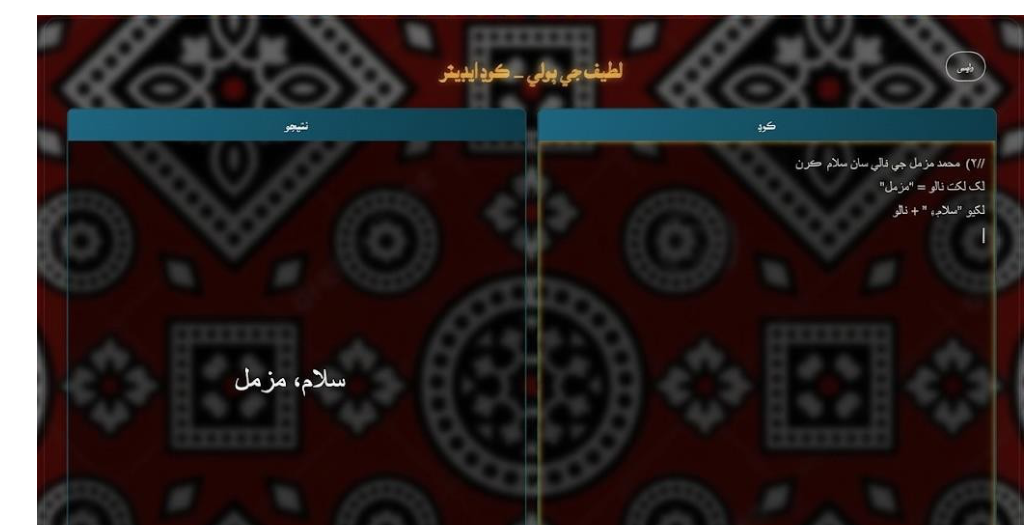 واپس
لطيف جي ٻولي – ڪوڊ ايڊيٽر
ڪوڊ
//٢) محمد مزمل جي نالي سان سلام ڪرڻ
لک لکت نالو = "مزمل"
لکيو "سلام، " + نالو
نتيجو
سلام، مزمل